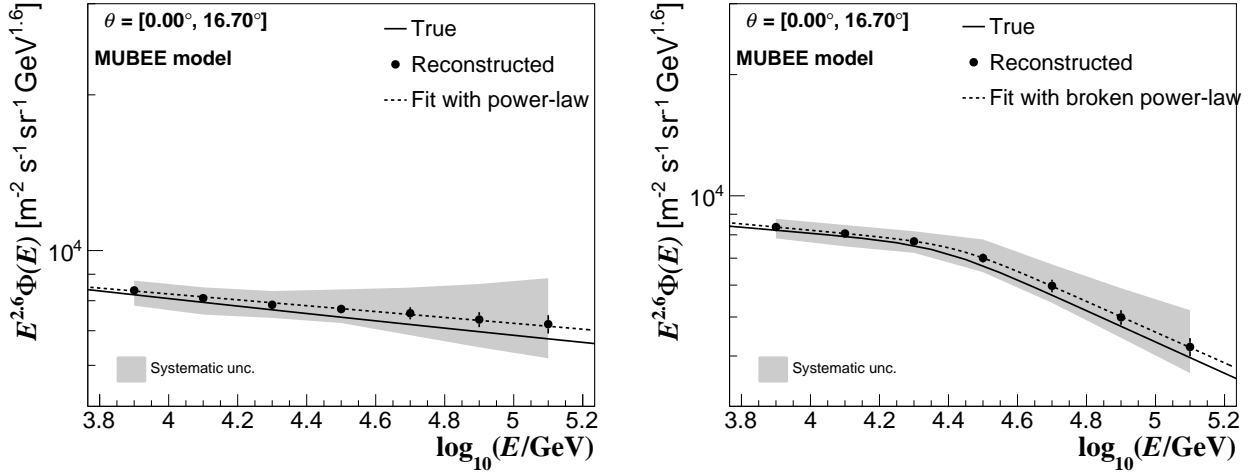 θ = [0.00°, 16.70°]
MUBEE model
True
Reconstructed
Fit with power-law
Systematic unc.
E^2.6 Φ(E) [m^-2 s^-1 sr^-1 GeV^1.6]
10^4
3.8 4 4.2 4.4 4.6 4.8 5 5.2
log_10(E/GeV)
θ = [0.00°, 16.70°]
MUBEE model
True
Reconstructed
Fit with broken power-law
Systematic unc.
E^2.6 Φ(E) [m^-2 s^-1 sr^-1 GeV^1.6]
10^4
3.8 4 4.2 4.4 4.6 4.8 5 5.2
log_10(E/GeV)